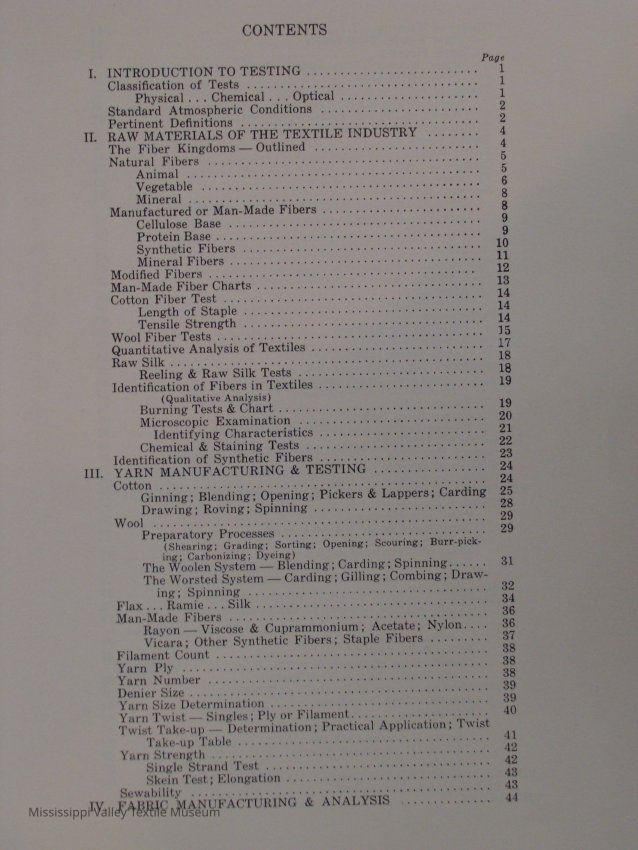 CONTENTS
Page
I. INTRODUCTION TO TESTING ........................ 1
Classification of Tests ........................ 1
Physical . . . Chemical . . . Optical ........................ 1
Standard Atmospheric Conditions ........................ 2
Pertinent Definitions ........................ 2
II. RAW MATERIALS OF THE TEXTILE INDUSTRY ........ 4
The Fiber Kingdoms — Outlined ........................ 4
Natural Fibers ........................ 5
Animal ........................ 5
Vegetable ........................ 6
Mineral ........................ 8
Manufactured or Man-Made Fibers ........................ 8
Cellulose Base ........................ 9
Protein Base ........................ 9
Synthetic Fibers ........................ 10
Mineral Fibers ........................ 11
Modified Fibers ........................ 12
Man-Made Fiber Charts ........................ 13
Cotton Fiber Test ........................ 14
Length of Staple ........................ 14
Tensile Strength ........................ 14
Wool Fiber Tests ........................ 15
Quantitative Analysis of Textiles ........................ 17
Raw Silk ........................ 18
Reeling & Raw Silk Tests ........................ 18
Identification of Fibers in Textiles ........................ 19
(Qualitative Analysis)
Burning Tests & Chart ........................ 19
Microscopic Examination ........................ 20
Identifying Characteristics ........................ 21
Chemical & Staining Tests ........................ 22
Identification of Synthetic Fibers ........................ 23
III. YARN MANUFACTURING & TESTING ................ 24
Cotton ........................ 24
Ginning; Blending; Opening; Pickers & Lappers; Carding 25
Drawing; Roving; Spinning ........................ 28
Wool ........................ 29
Preparatory Processes ........................ 29
(Shearing; Grading; Sorting; Opening; Scouring; Burr-pick-
ing; Carbonizing; Dyeing)
The Woolen System — Blending; Carding; Spinning...... 31
The Worsted System — Carding; Gilling; Combing; Draw-
ing; Spinning ........................ 32
Flax . . . Ramie . . . Silk ........................ 34
Man-Made Fibers ........................ 36
Rayon — Viscose & Cuprammonium; Acetate; Nylon.... 36
Vicara; Other Synthetic Fibers; Staple Fibers ........ 37
Filament Count ........................ 38
Yarn Ply ........................ 38
Yarn Number ........................ 38
Denier Size ........................ 39
Yarn Size Determination ........................ 39
Yarn Twist — Singles; Ply or Filament.................. 40
Twist Take-up — Determination; Practical Application; Twist
Take-up Table ........................ 41
Yarn Strength ........................ 42
Single Strand Test ........................ 42
Skein Test; Elongation ........................ 43
Sewability ........................ 43
IV. FABRIC MANUFACTURING & ANALYSIS ............ 44
Mississippi Valley Textile Museum